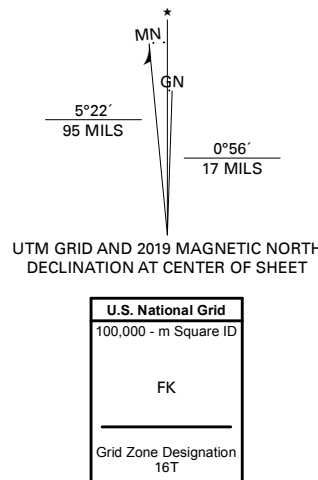 ★
MN
GN
5°22´
95 MILS
0°56´
17 MILS
UTM GRID AND 2019 MAGNETIC NORTH
DECLINATION AT CENTER OF SHEET
U.S. National Grid
100,000 - m Square ID
FK
Grid Zone Designation
16T